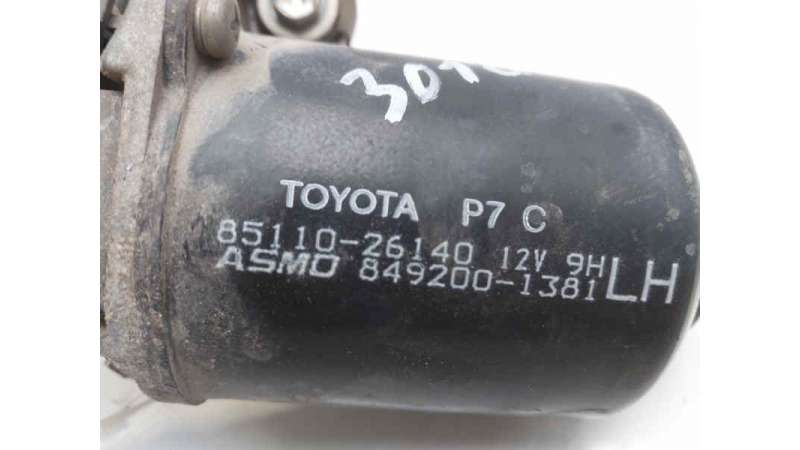 TOYOTA P7 C
85110-26140 12V 9H
ASMO 849200-1381 LH